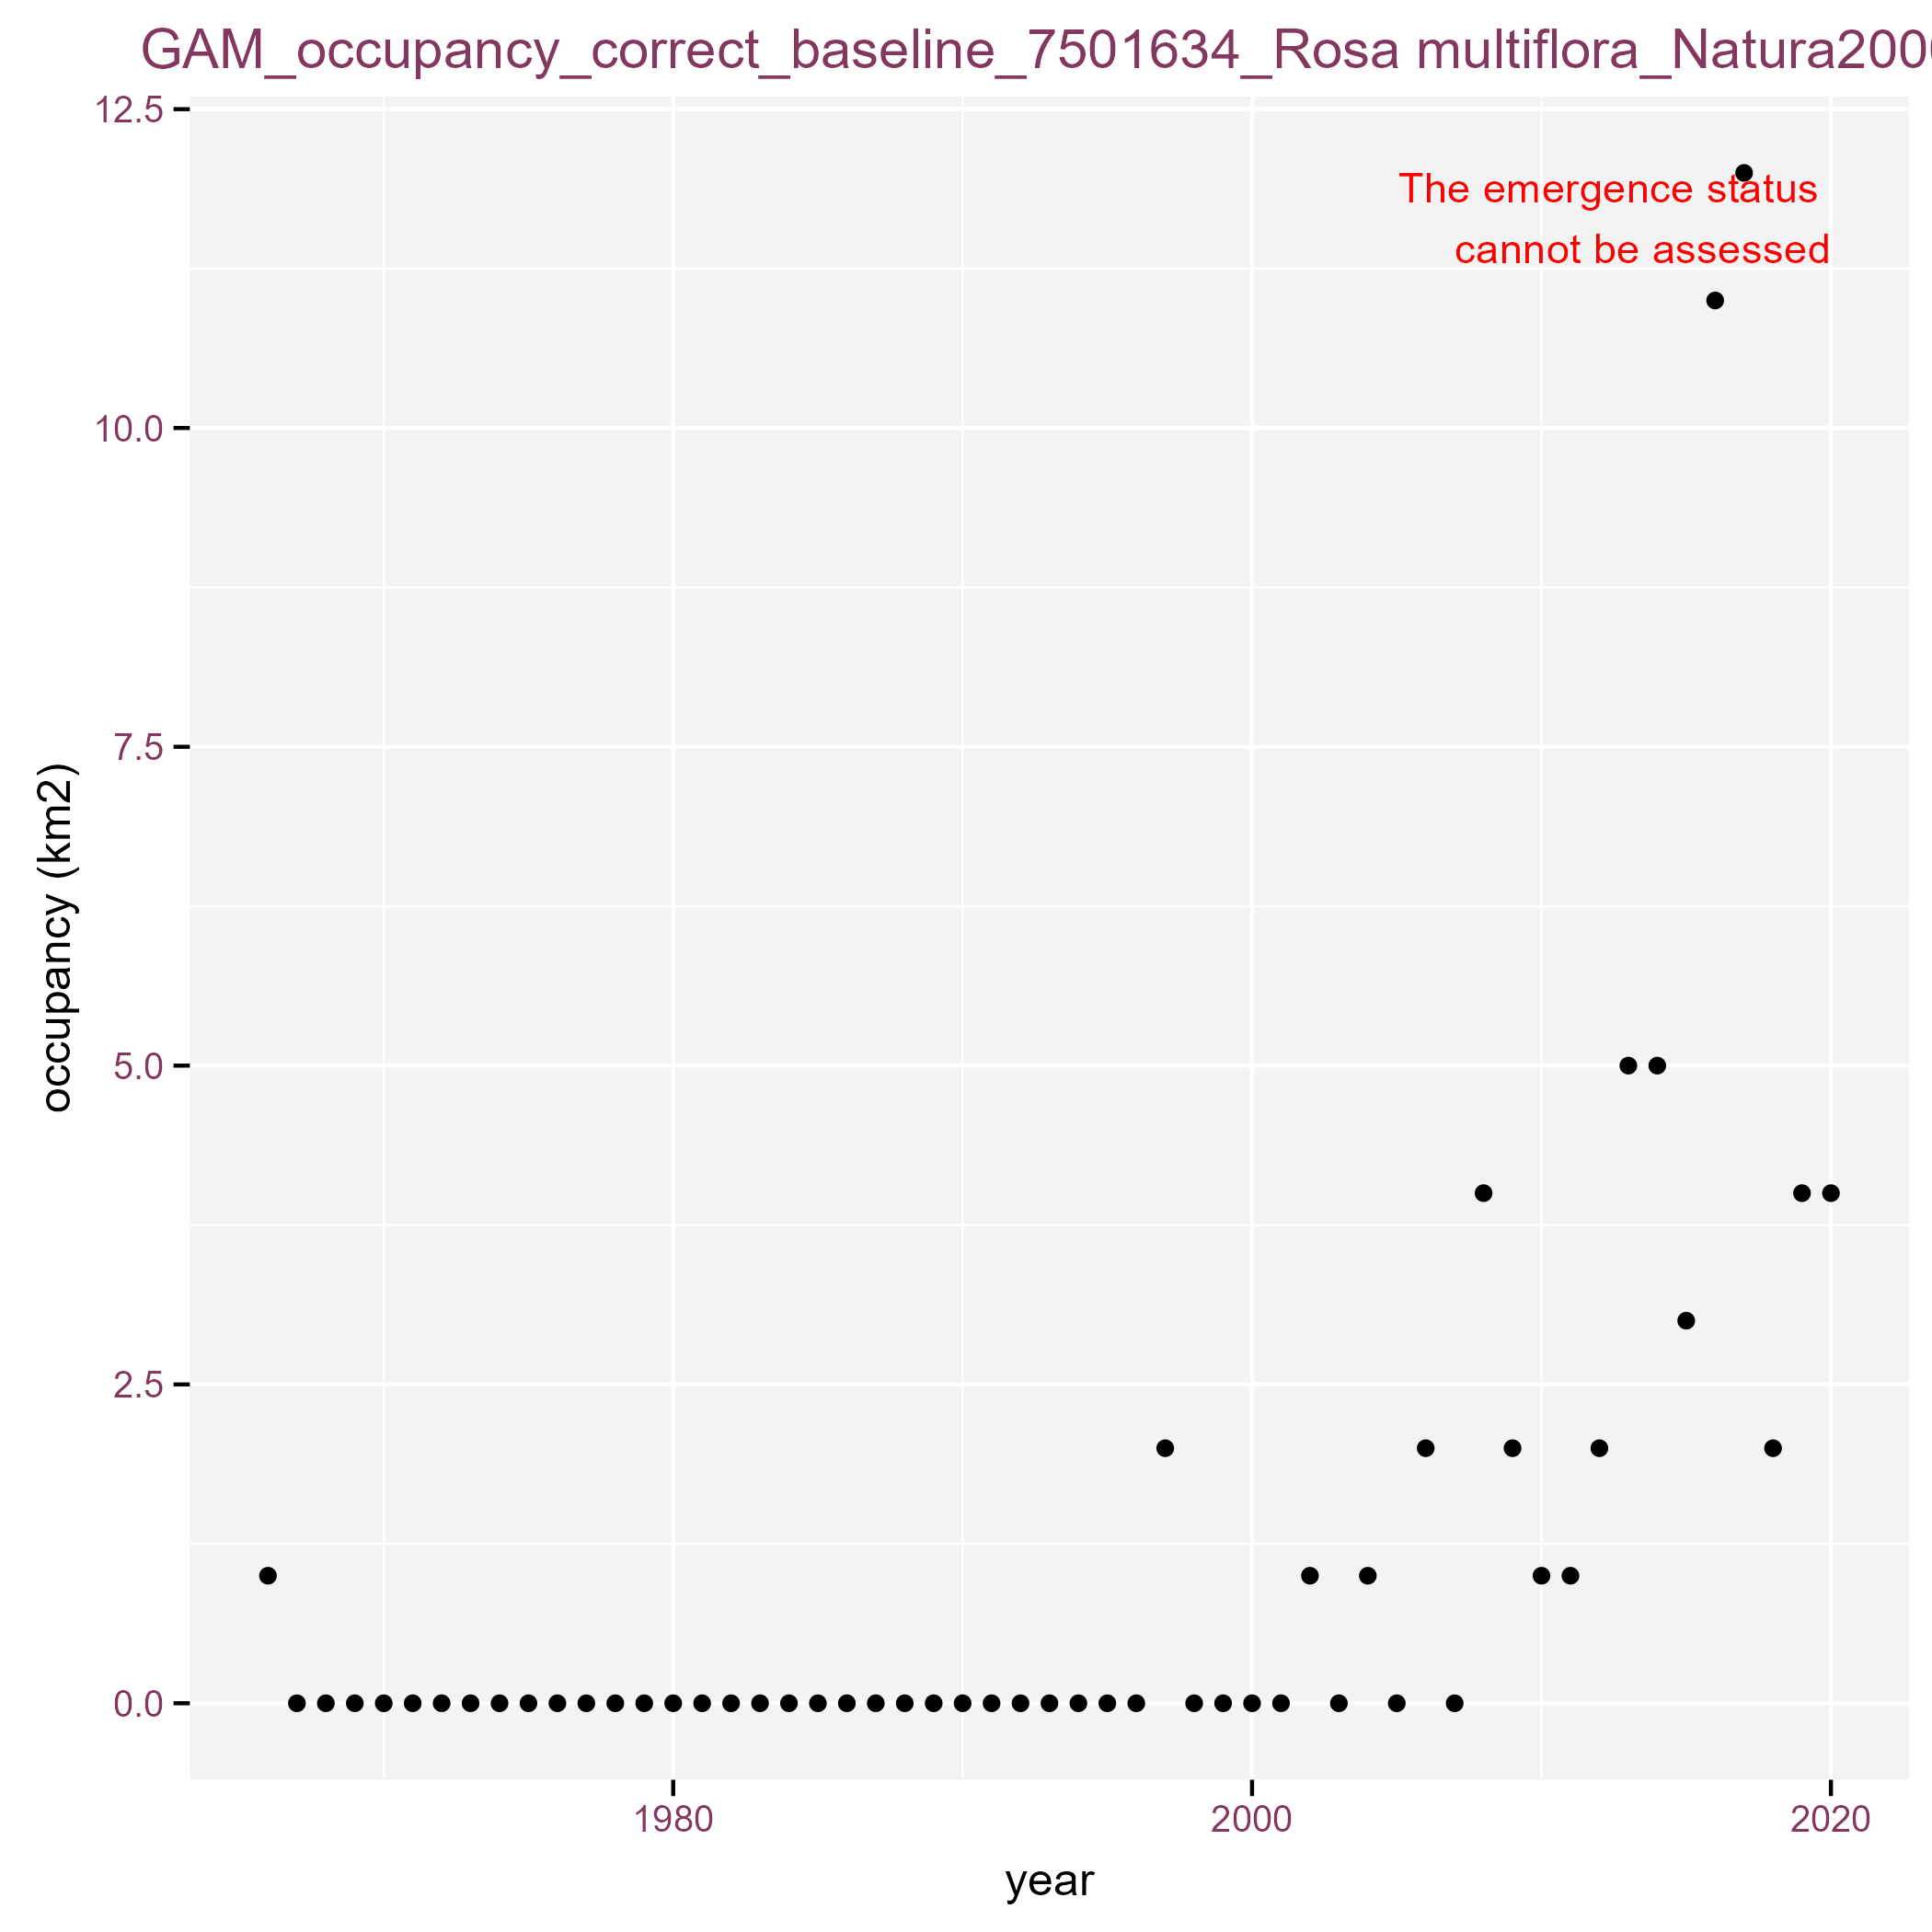 GAM_occupancy_correct_baseline_7501634_Rosa multiflora_Natura200
12.5
The emergence status
cannot be assessed
10.0
7.5
occupancy (km2)
5.0
2.5
0.0
1980 2000 2020
year